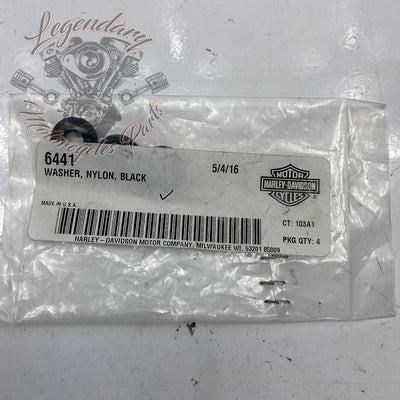 Legendary
Motorcycles Parts
6441
5/4/16
WASHER, NYLON, BLACK
MOTOR
HARLEY-DAVIDSON
CYCLES
MADE IN U.S.A.
CT: 103A1
PKG QTY: 4
HARLEY-DAVIDSON MOTOR COMPANY, MILWAUKEE WI. 53201 85009